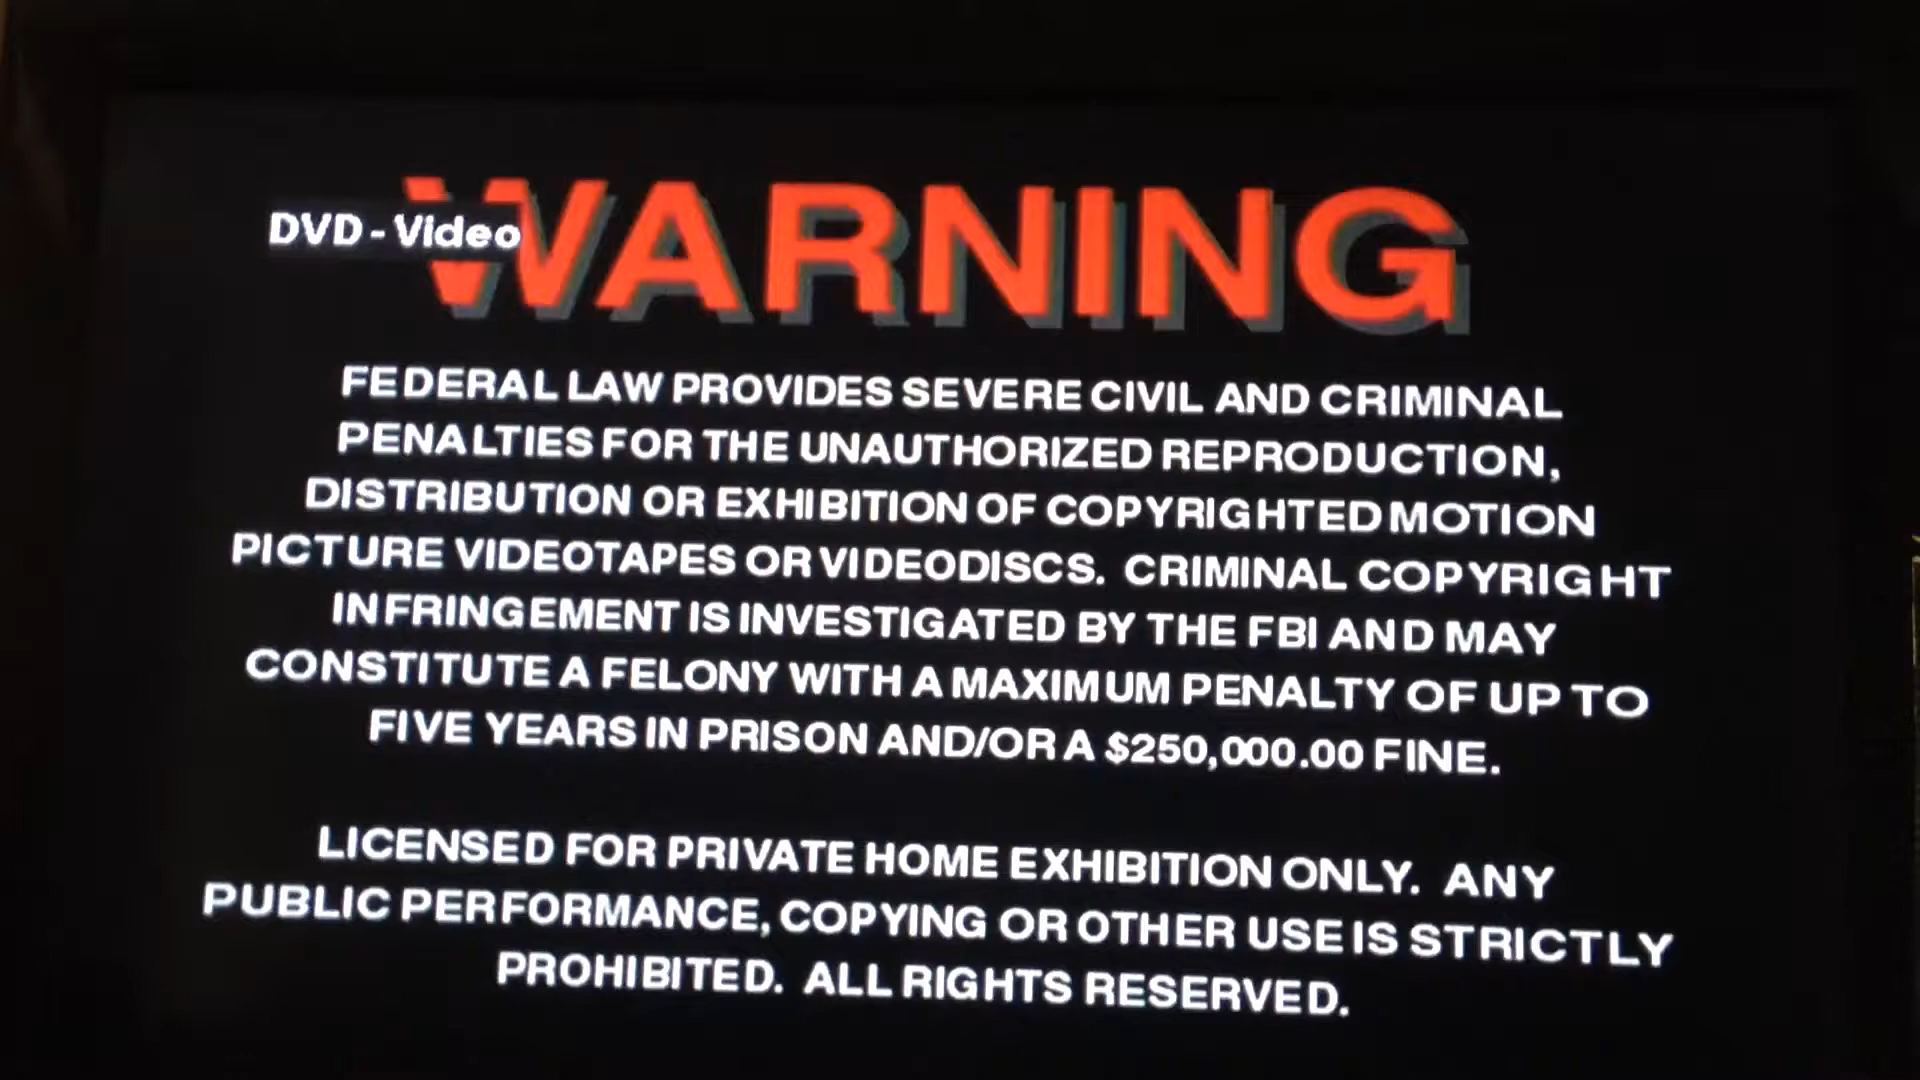 WARNING
DVD - Video
FEDERAL LAW PROVIDES SEVERE CIVIL AND CRIMINAL
PENALTIES FOR THE UNAUTHORIZED REPRODUCTION,
DISTRIBUTION OR EXHIBITION OF COPYRIGHTED MOTION
PICTURE VIDEOTAPES OR VIDEODISCS. CRIMINAL COPYRIGHT
INFRINGEMENT IS INVESTIGATED BY THE FBI AND MAY
CONSTITUTE A FELONY WITH A MAXIMUM PENALTY OF UP TO
FIVE YEARS IN PRISON AND/OR A $250,000.00 FINE.
LICENSED FOR PRIVATE HOME EXHIBITION ONLY. ANY
PUBLIC PERFORMANCE, COPYING OR OTHER USE IS STRICTLY
PROHIBITED. ALL RIGHTS RESERVED.